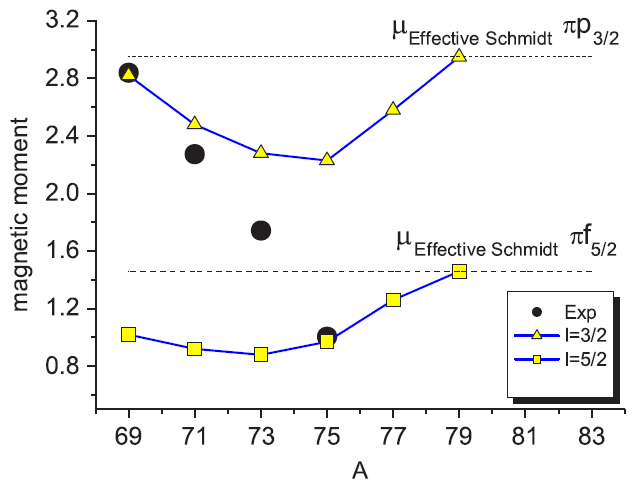 3.2
μEffective Schmidt πp3/2
2.8
2.4
2.0
μEffective Schmidt πf5/2
1.6
1.2
0.8
magnetic moment
Exp
I=3/2
I=5/2
69 71 73 75 77 79 81 83
A